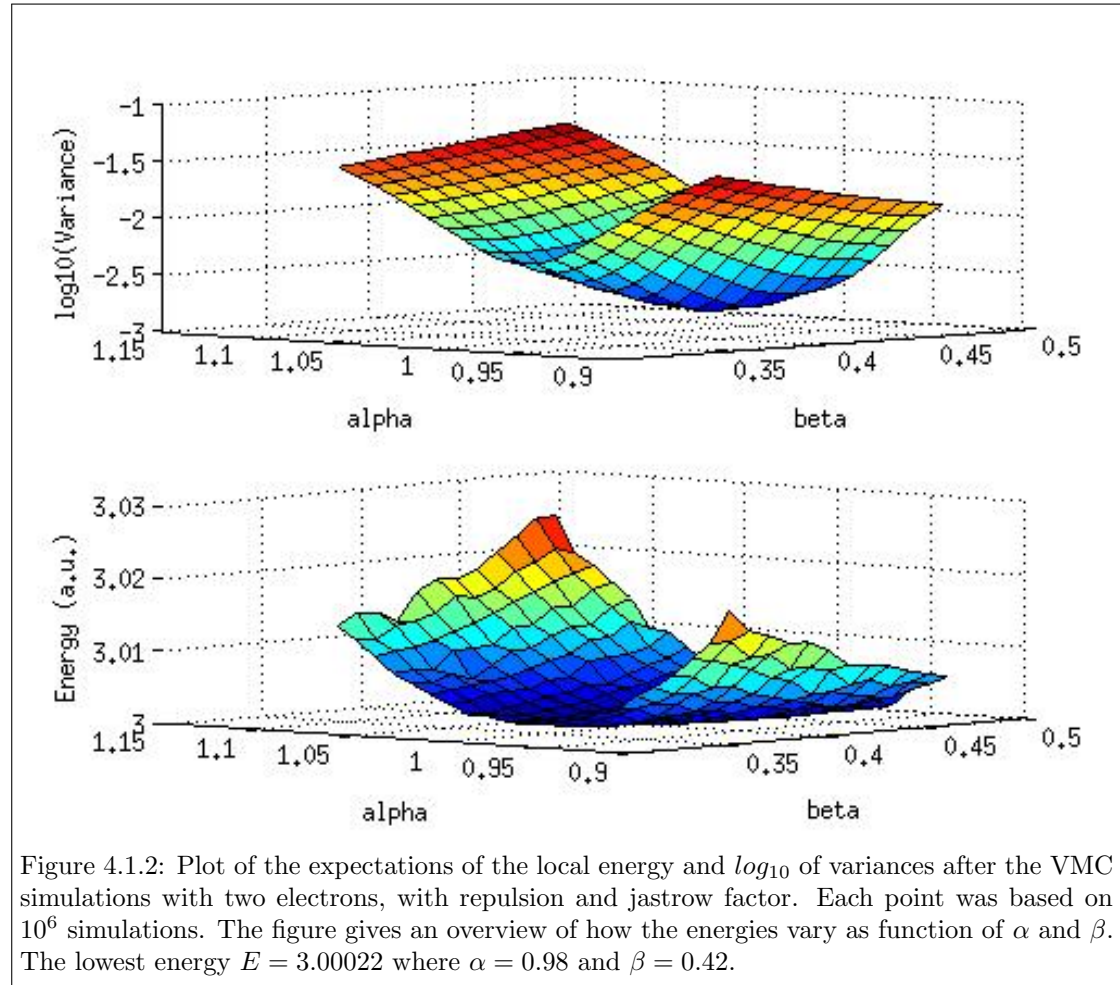 -1
-1.5
-2
-2.5
-3
log10(Variance)
1.15 1.1 1.05 1 0.95 0.9 0.35 0.4 0.45 0.5
alpha beta
3.03
3.02
3.01
3
Energy (a.u.)
1.15 1.1 1.05 1 0.95 0.9 0.35 0.4 0.45 0.5
alpha beta
Figure 4.1.2: Plot of the expectations of the local energy and log₁₀ of variances after the VMC
simulations with two electrons, with repulsion and jastrow factor. Each point was based on
10⁶ simulations. The figure gives an overview of how the energies vary as function of α and β.
The lowest energy E = 3.00022 where α = 0.98 and β = 0.42.